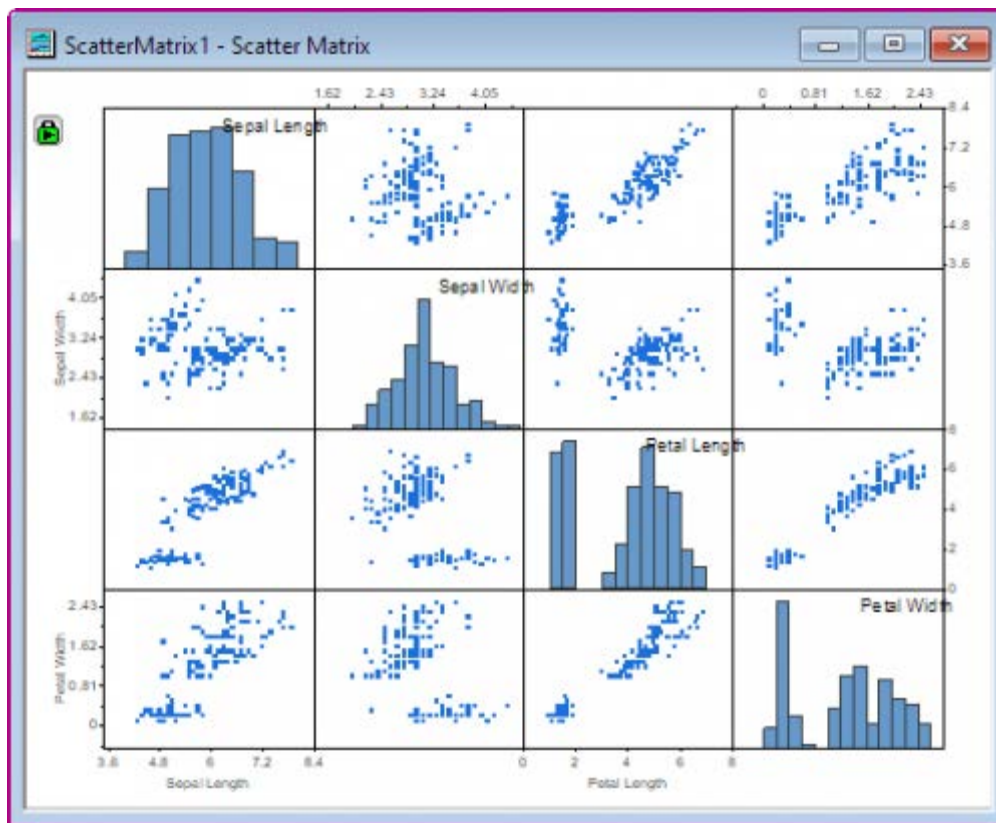 ScatterMatrix1 - Scatter Matrix
1.62 2.43 3.24 4.05 0 0.81 1.62 2.43
8.4
Sepal Length
7.2
6
4.8
3.6
Sepal Width
4.05
3.24
2.43
1.62
Sepal Width
Petal Length
8
6
4
2
0
Petal Width
2.43
1.62
0.81
0
Petal Width
3.6 4.8 6 7.2 8.4 0 2 4 6 8
Sepal Length Petal Length